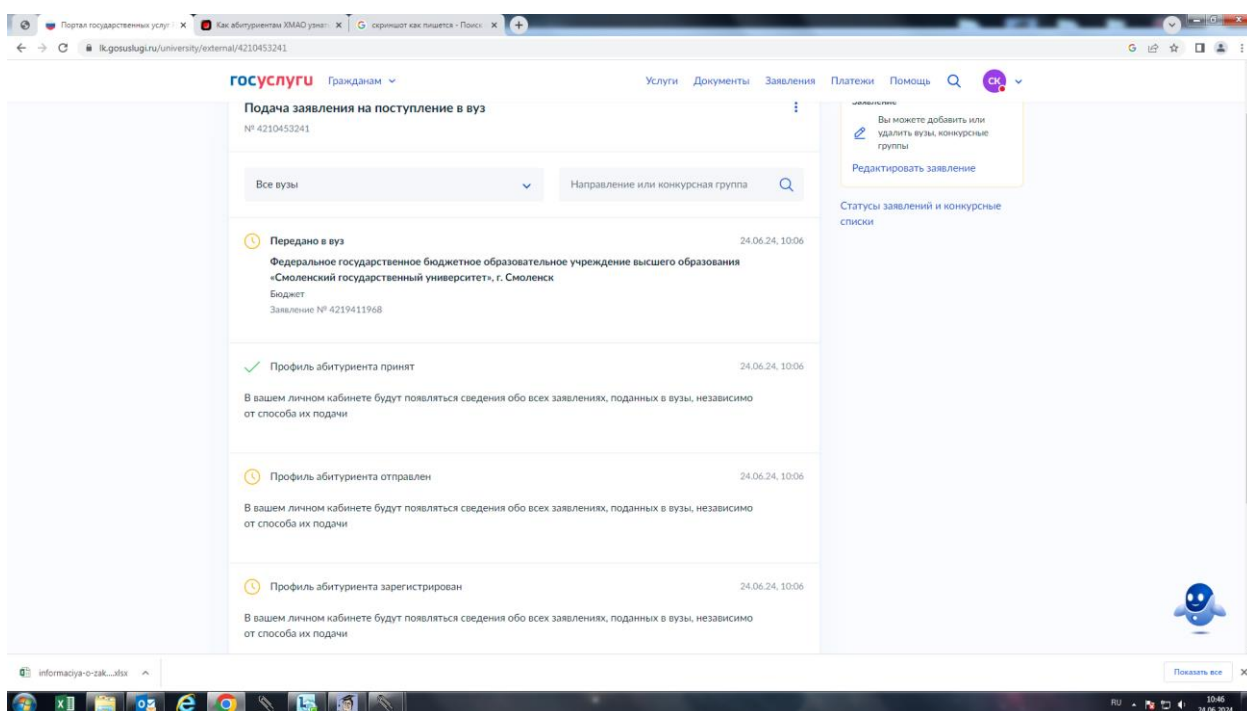 Портал государственных услуг
Как абитуриентам ХМАО узнат
скриншот как пишется - Поиск
lk.gosuslugi.ru/university/external/4210453241
госуслуги Гражданам Услуги Документы Заявления Платежи Помощь СК
Подача заявления на поступление в вуз
№ 4210453241
Заявление
Вы можете добавить или
удалить вузы, конкурсные
группы
Редактировать заявление
Статусы заявлений и конкурсные
списки
Все вузы Направление или конкурсная группа
Передано в вуз 24.06.24, 10:06
Федеральное государственное бюджетное образовательное учреждение высшего образования
«Смоленский государственный университет», г. Смоленск
Бюджет
Заявление № 4219411968
Профиль абитуриента принят 24.06.24, 10:06
В вашем личном кабинете будут появляться сведения обо всех заявлениях, поданных в вузы, независимо
от способа их подачи
Профиль абитуриента отправлен 24.06.24, 10:06
В вашем личном кабинете будут появляться сведения обо всех заявлениях, поданных в вузы, независимо
от способа их подачи
Профиль абитуриента зарегистрирован 24.06.24, 10:06
В вашем личном кабинете будут появляться сведения обо всех заявлениях, поданных в вузы, независимо
от способа их подачи
informaciya-o-zak....xlsx Показать все
RU 10:46
24.06.2024